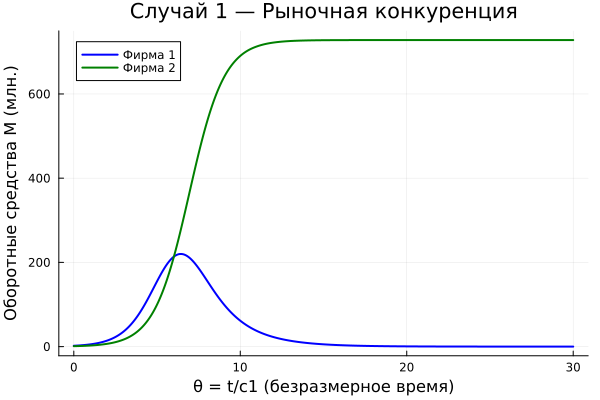 Случай 1 — Рыночная конкуренция
Фирма 1
Фирма 2
Оборотные средства M (млн.)
600
400
200
0
0 10 20 30
θ = t/c1 (безразмерное время)